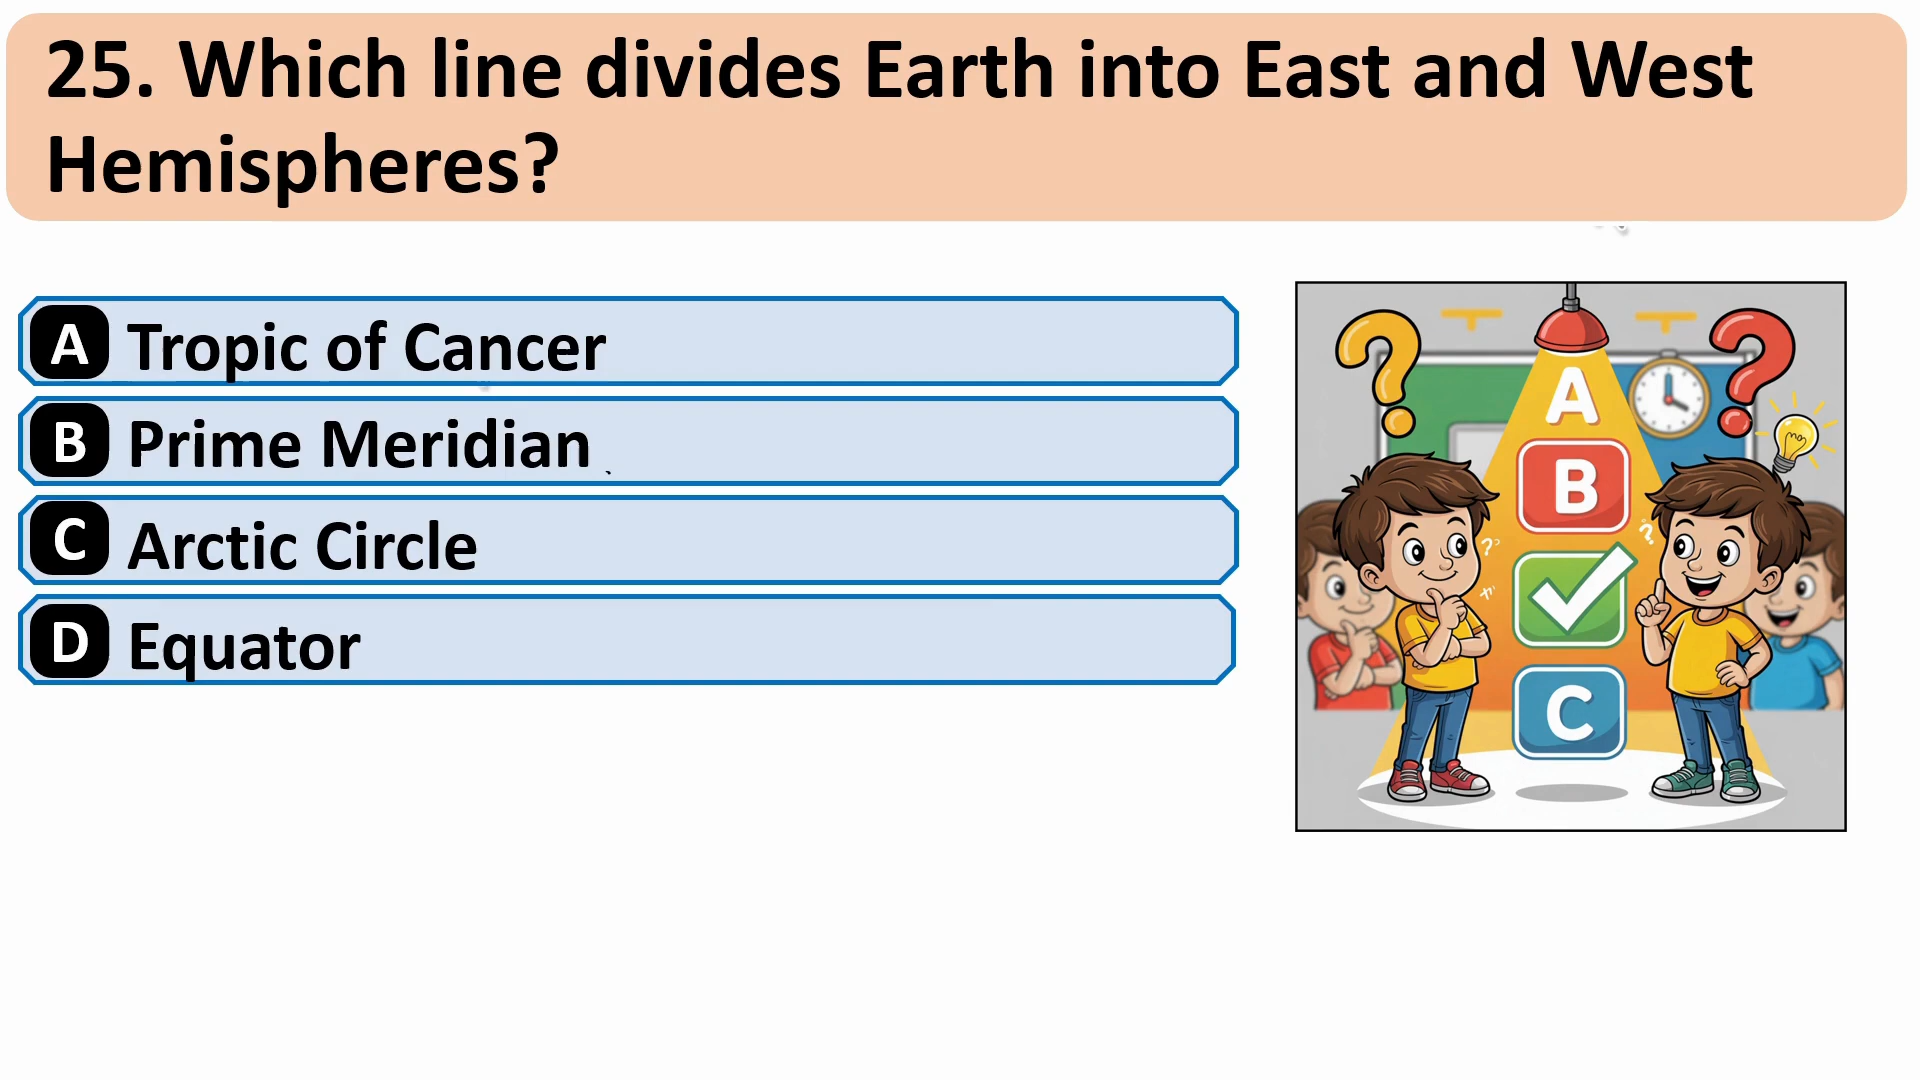 25. Which line divides Earth into East and West
Hemispheres?
A Tropic of Cancer
B Prime Meridian
C Arctic Circle
D Equator
? ?
A
B
? ?
C